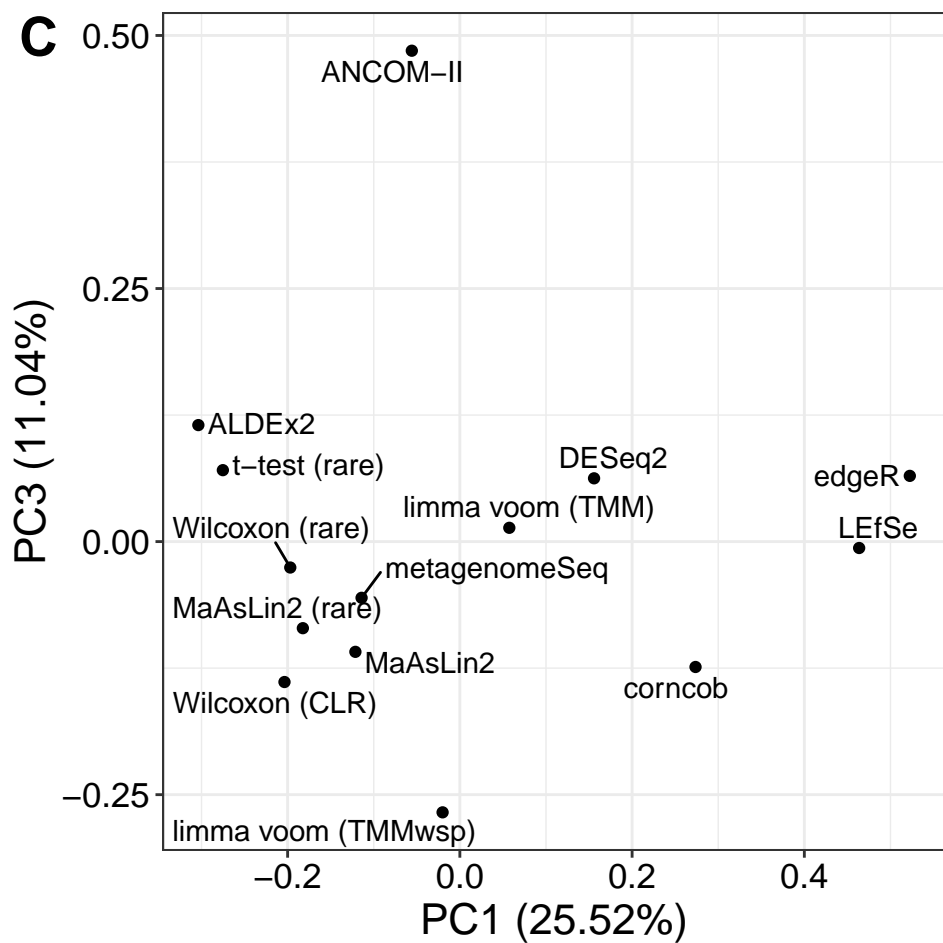 C
0.50
ANCOM−II
0.25
ALDEx2
t−test (rare)
DESeq2
edgeR
limma voom (TMM)
Wilcoxon (rare)
LEfSe
0.00
metagenomeSeq
MaAsLin2 (rare)
MaAsLin2
corncob
Wilcoxon (CLR)
−0.25
limma voom (TMMwsp)
−0.2
0.0
0.2
0.4
PC1 (25.52%)
PC3 (11.04%)